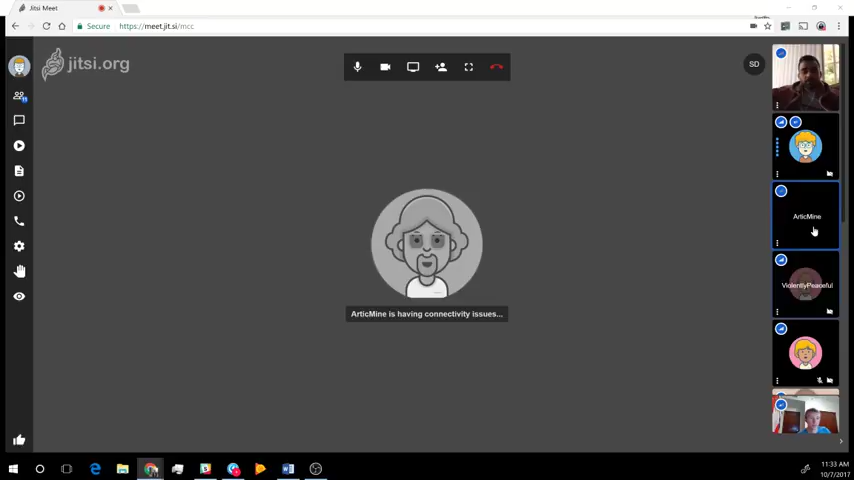 Jitsi Meet
Secure
https://meet.jit.si/mcc
jitsi.org
SD
ArticMine
ViolentlyPeaceful
ArticMine is having connectivity issues...
11:33 AM
10/7/2017